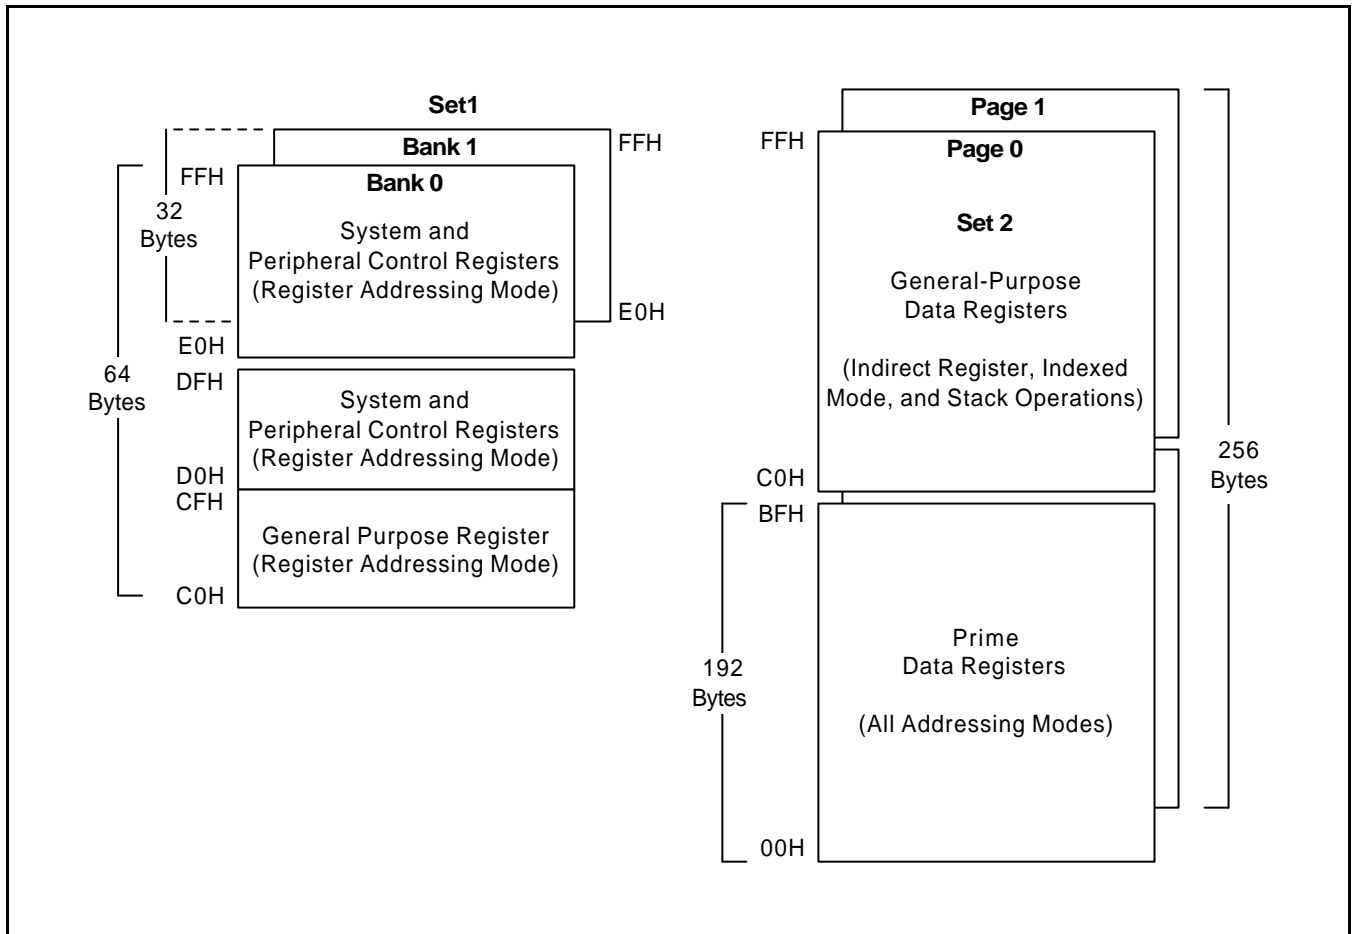 Set1
Bank 1
FFH
Bank 0
FFH
32
Bytes
System and
Peripheral Control Registers
(Register Addressing Mode)
E0H
E0H
64
Bytes
DFH
System and
Peripheral Control Registers
(Register Addressing Mode)
D0H
CFH
General Purpose Register
(Register Addressing Mode)
C0H
Page 1
FFH
Page 0
Set 2
General-Purpose
Data Registers
(Indirect Register, Indexed
Mode, and Stack Operations)
256
Bytes
C0H
BFH
192
Bytes
Prime
Data Registers
(All Addressing Modes)
00H